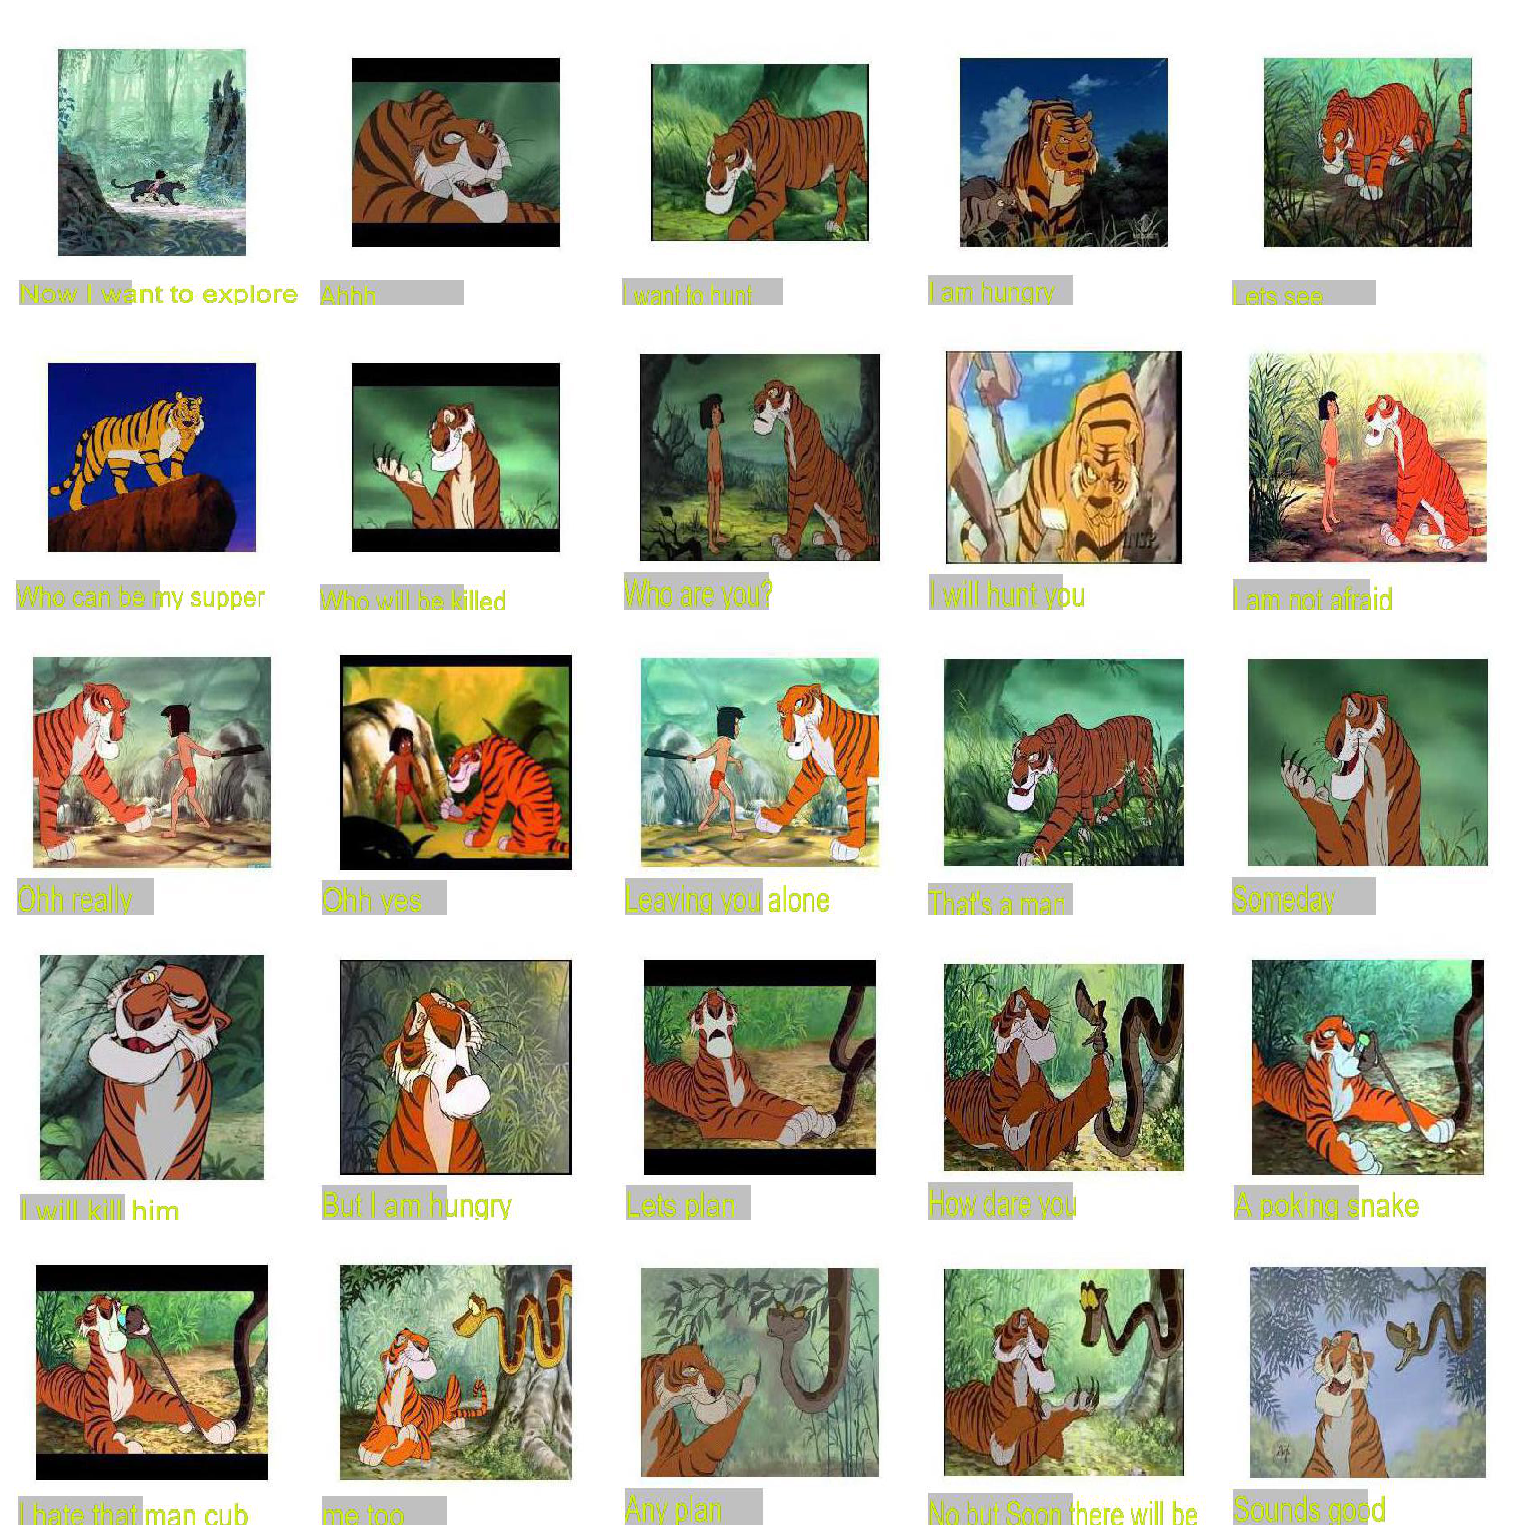 Now I want to explore
Ahhh
I want to hunt
I am hungry
Lets see
Who can be my supper
Who will be killed
Who are you?
I will hunt you
I am not afraid
Ohh really
Ohh yes
Leaving you alone
That's a man
Someday
I will kill him
But I am hungry
Lets plan
How dare you
A poking snake
I hate that man cub
me too
Any plan
No but Soon there will be
Sounds good